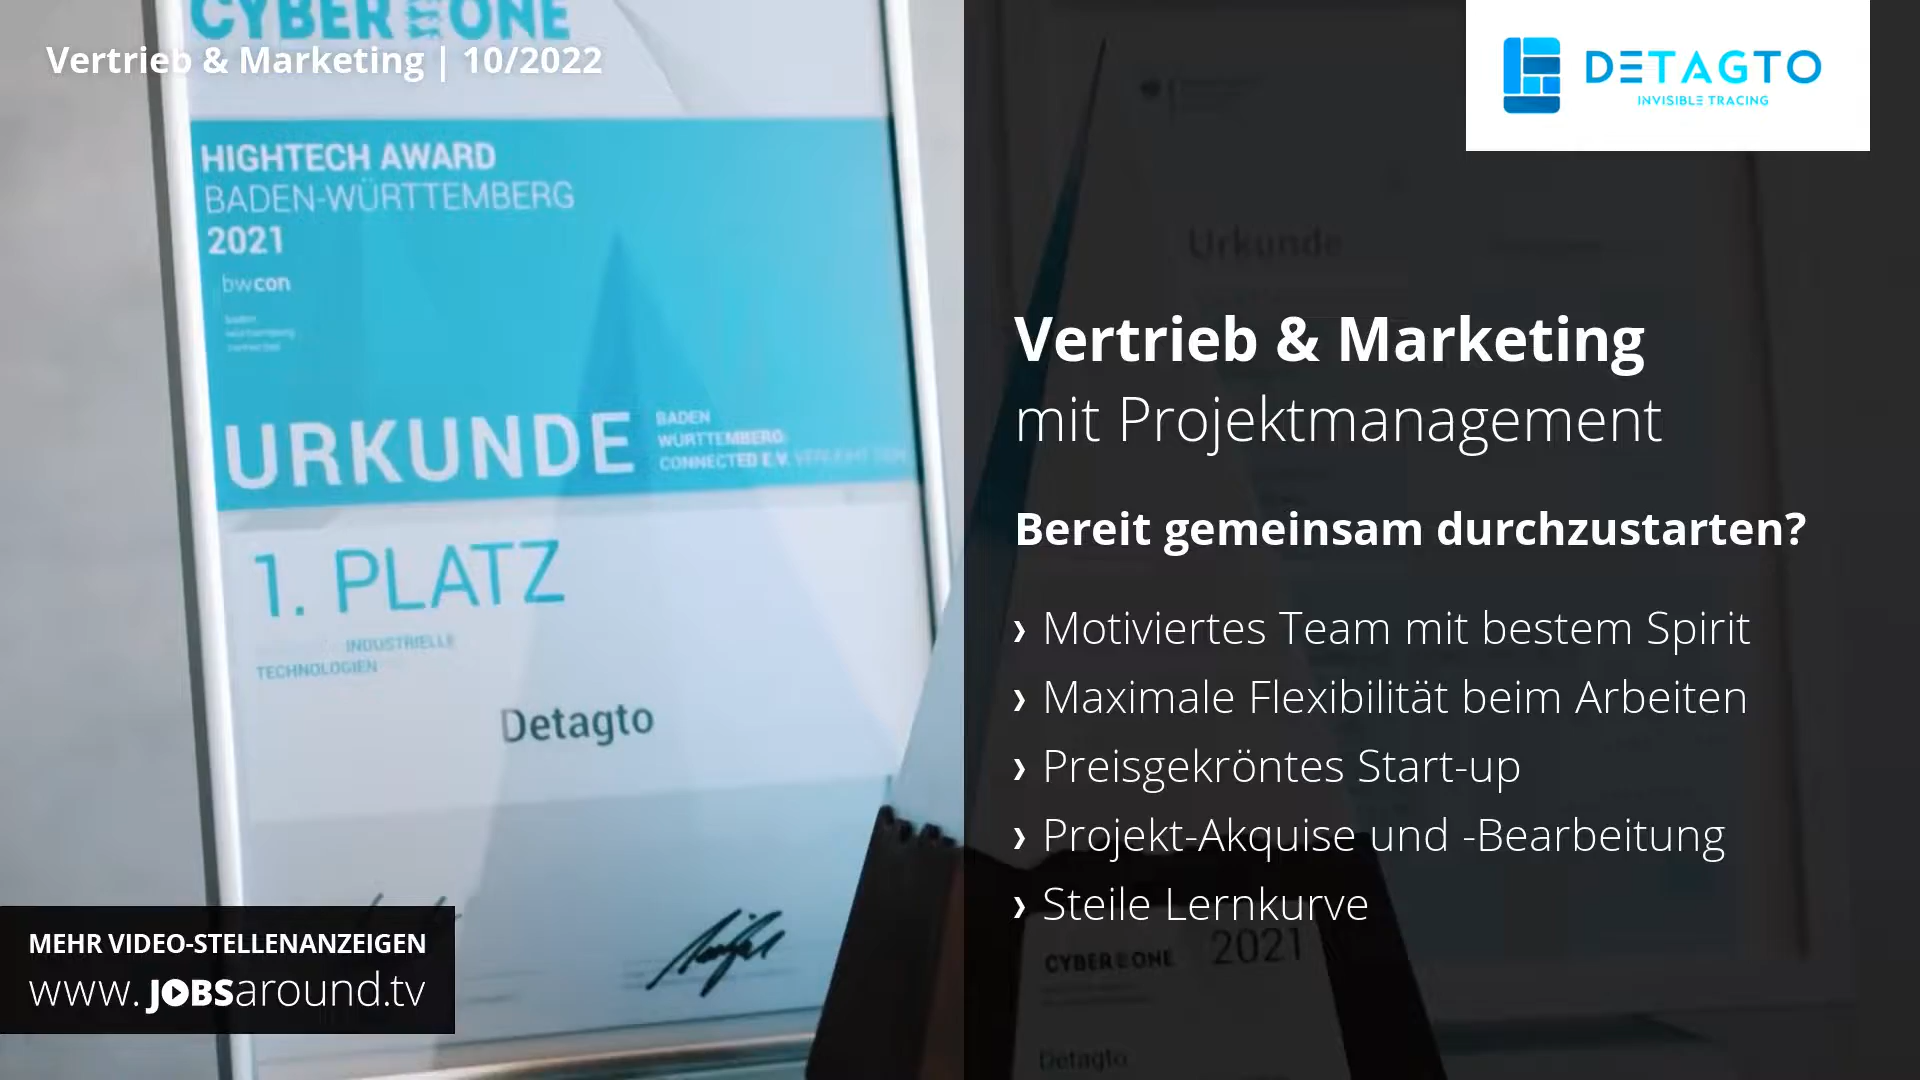 CYBER ONE
Vertrieb & Marketing | 10/2022
HIGHTECH AWARD
BADEN-WÜRTTEMBERG
2021
bwcon
URKUNDE
BADEN
WÜRTTEMBERG
CONNECTED E.V.
1. PLATZ
INDUSTRIELLE
TECHNOLOGIEN
Detagto
MEHR VIDEO-STELLENANZEIGEN
www.JOBSaround.tv
DETAGTO
INVISIBLE TRACING
Urkunde
Vertrieb & Marketing
mit Projektmanagement
Bereit gemeinsam durchzustarten?
› Motiviertes Team mit bestem Spirit
› Maximale Flexibilität beim Arbeiten
› Preisgekröntes Start-up
› Projekt-Akquise und -Bearbeitung
› Steile Lernkurve
CYBER ONE 2021
Detagto